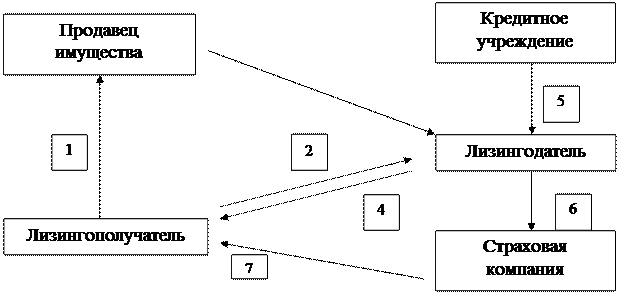 Продавец
имущества
Кредитное
учреждение
5
1
2
Лизингодатель
4
6
Лизингополучатель
Страховая
компания
7